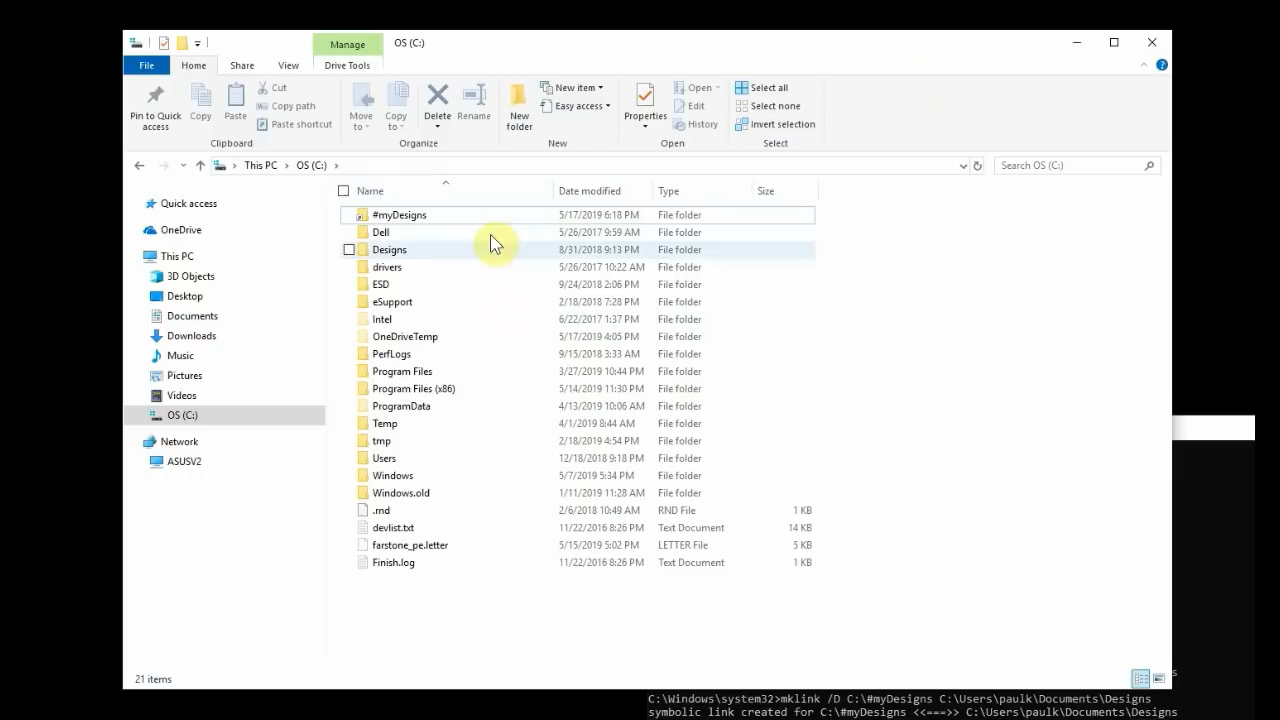 Manage OS (C:)
File Home Share View Drive Tools
Pin to Quick access
Copy
Paste
Cut
Copy path
Paste shortcut
Clipboard
Move to
Copy to
Delete
Rename
Organize
New folder
New item
Easy access
New
Properties
Open
Edit
History
Open
Select all
Select none
Invert selection
Select
This PC > OS (C:) >
Search OS (C:)
Quick access
OneDrive
This PC
3D Objects
Desktop
Documents
Downloads
Music
Pictures
Videos
OS (C:)
Network
ASUSV2
Name Date modified Type Size
#myDesigns 5/17/2019 6:18 PM File folder
Dell 5/26/2017 9:59 AM File folder
Designs 8/31/2018 9:13 PM File folder
drivers 5/26/2017 10:22 AM File folder
ESD 9/24/2018 2:06 PM File folder
eSupport 2/18/2018 7:28 PM File folder
Intel 6/22/2017 1:37 PM File folder
OneDriveTemp 5/17/2019 4:05 PM File folder
PerfLogs 9/15/2018 3:33 AM File folder
Program Files 3/27/2019 10:44 PM File folder
Program Files (x86) 5/14/2019 11:30 PM File folder
ProgramData 4/13/2019 10:06 AM File folder
Temp 4/1/2019 8:44 AM File folder
tmp 2/18/2019 4:54 PM File folder
Users 12/18/2018 9:18 PM File folder
Windows 5/7/2019 5:34 PM File folder
Windows.old 1/11/2019 11:28 AM File folder
.rnd 2/6/2018 10:49 AM RND File 1 KB
devlist.txt 11/22/2016 8:26 PM Text Document 14 KB
farstone_pe.letter 5/15/2019 5:02 PM LETTER File 5 KB
Finish.log 11/22/2016 8:26 PM Text Document 1 KB
21 items
C:\Windows\system32>mklink /D C:\#myDesigns C:\Users\paulk\Documents\Designs
symbolic link created for C:\#myDesigns <<===>> C:\Users\paulk\Documents\Designs